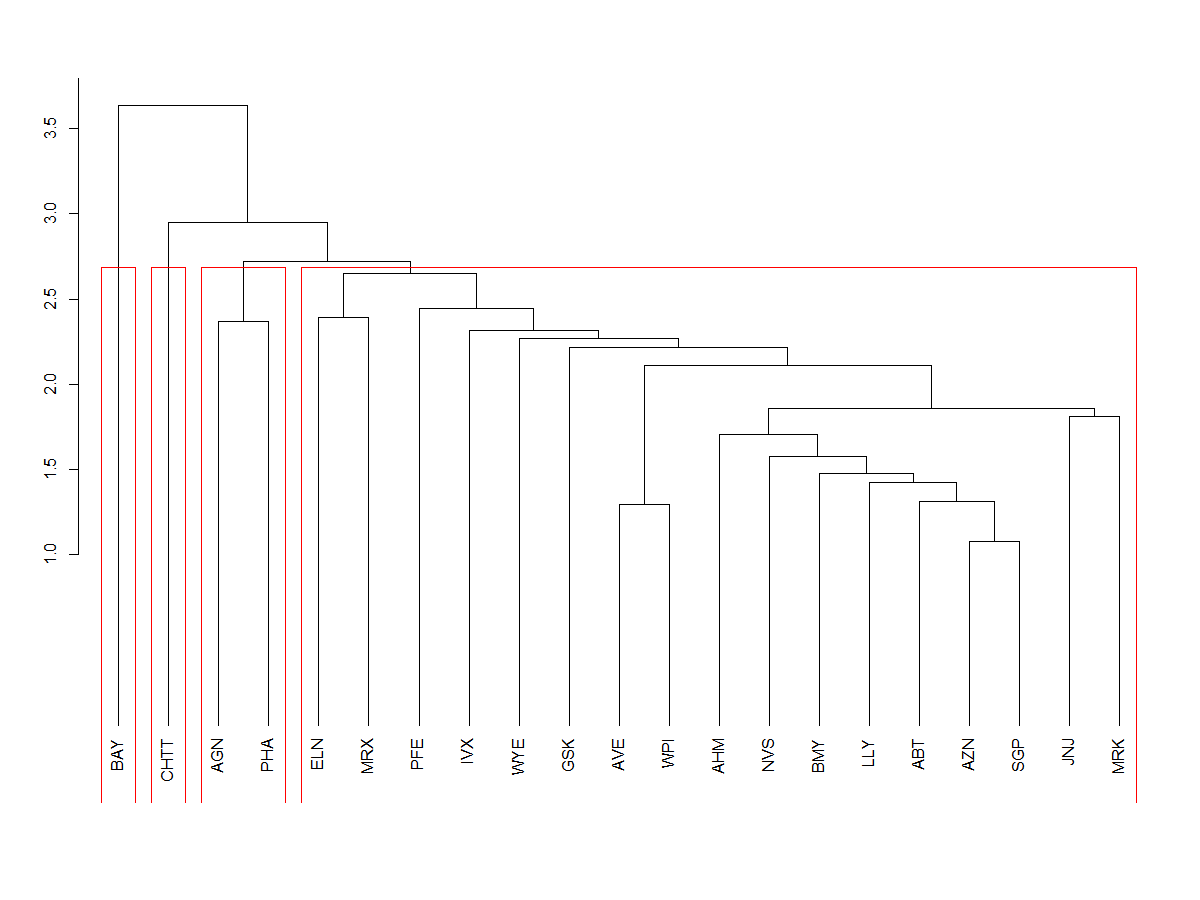 3.5
3.0
2.5
2.0
1.5
1.0
BAY
CHTT
AGN
PHA
ELN
MRX
PFE
IVX
WYE
GSK
AVE
WPI
AHM
NVS
BMY
LLY
ABT
AZN
SGP
JNJ
MRK